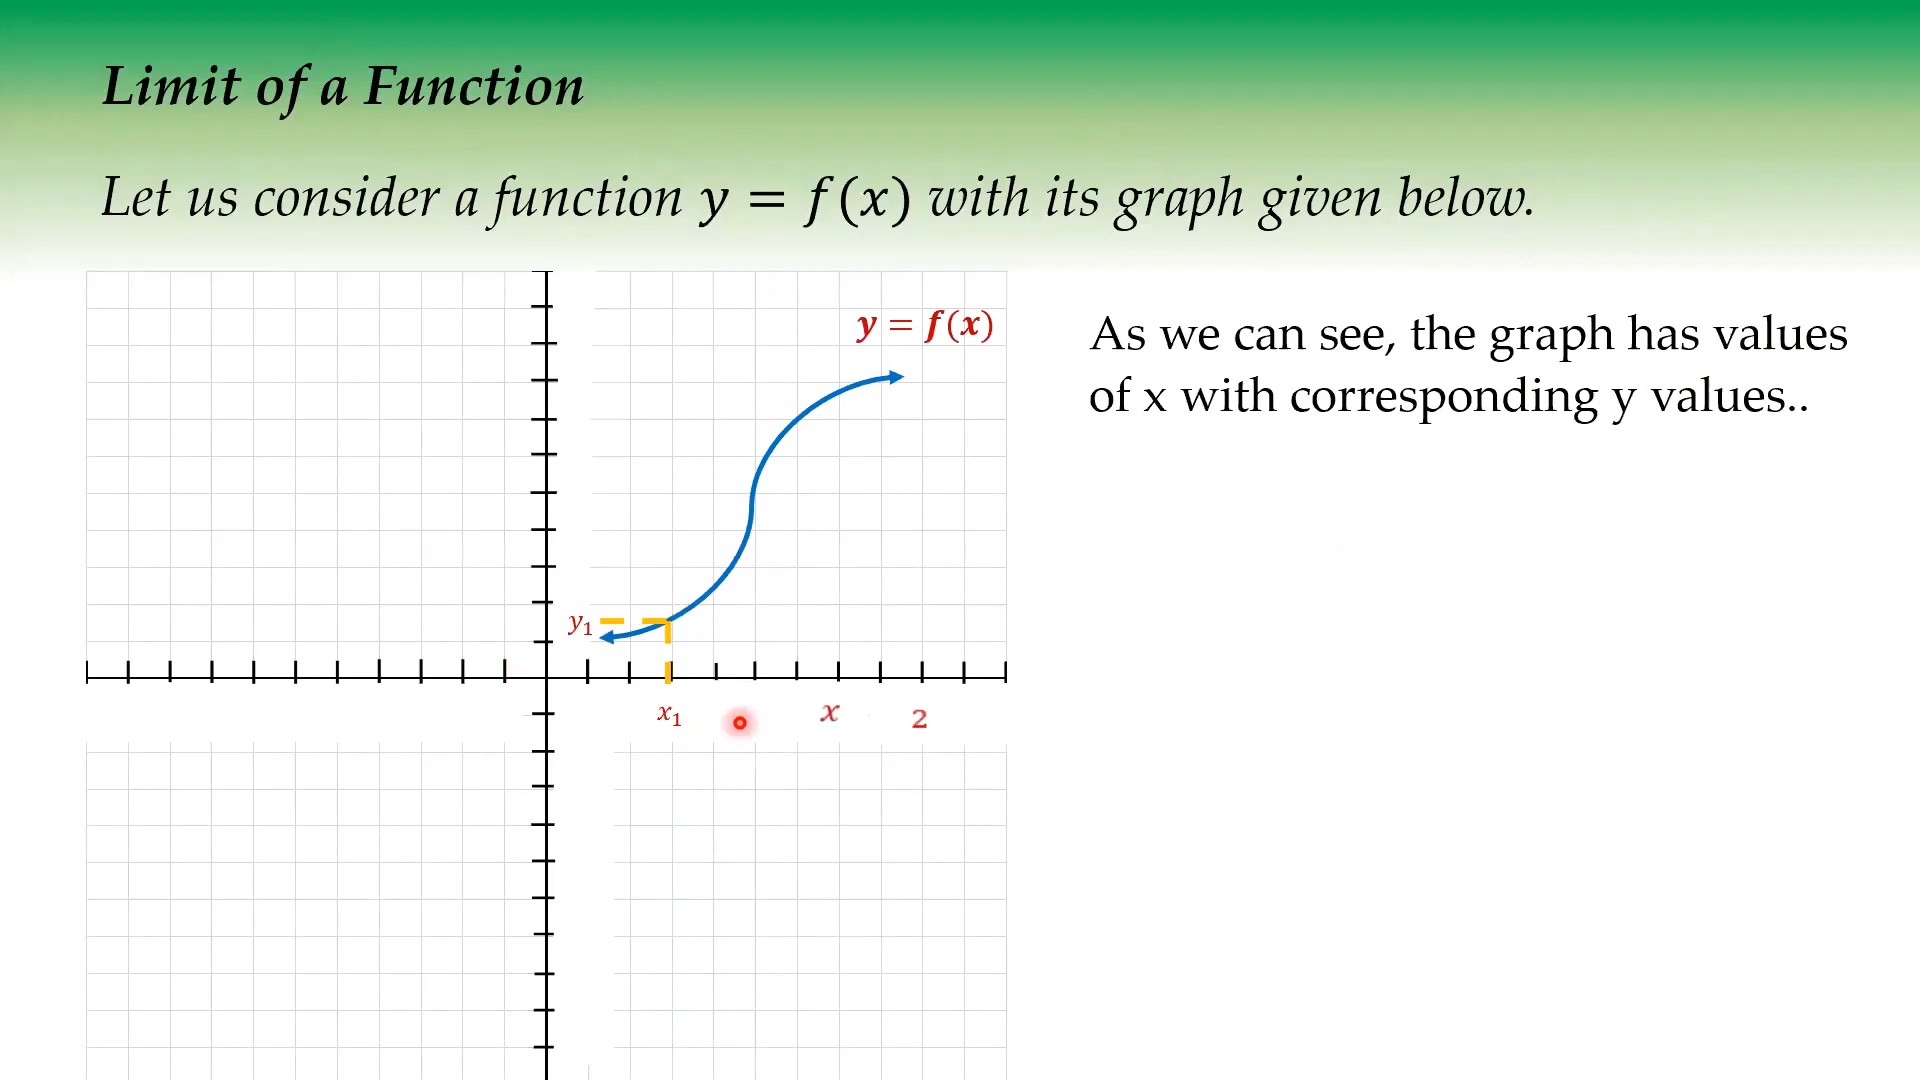 Limit of a Function
Let us consider a function y = f(x) with its graph given below.
y = f(x)
As we can see, the graph has values
of x with corresponding y values..
y₁
x₁ x 2